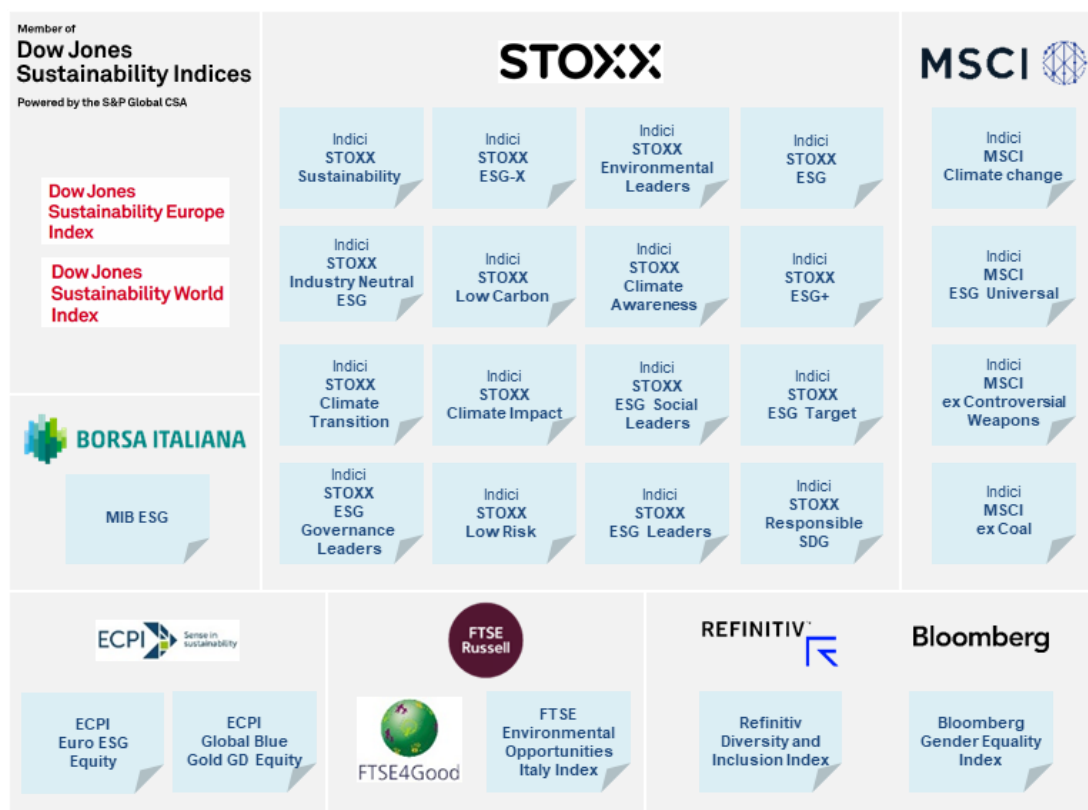 Member of
Dow Jones
Sustainability Indices
Powered by the S&P Global CSA
Dow Jones
Sustainability Europe
Index
Dow Jones
Sustainability World
Index
STOXX
Indici
STOXX
Sustainability
Indici
STOXX
ESG-X
Indici
STOXX
Environmental
Leaders
Indici
STOXX
ESG
Indici
STOXX
Industry Neutral
ESG
Indici
STOXX
Low Carbon
Indici
STOXX
Climate
Awareness
Indici
STOXX
ESG+
Indici
STOXX
Climate
Transition
Indici
STOXX
Climate Impact
Indici
STOXX
ESG Social
Leaders
Indici
STOXX
ESG Target
Indici
STOXX
ESG
Governance
Leaders
Indici
STOXX
Low Risk
Indici
STOXX
ESG Leaders
Indici
STOXX
Responsible
SDG
MSCI
Indici
MSCI
Climate change
Indici
MSCI
ESG Universal
Indici
MSCI
ex Controversial
Weapons
Indici
MSCI
ex Coal
BORSA ITALIANA
MIB ESG
ECPI
Sense in
sustainability
ECPI
Euro ESG
Equity
ECPI
Global Blue
Gold GD Equity
FTSE
Russell
FTSE4Good
FTSE
Environmental
Opportunities
Italy Index
REFINITIV
Refinitiv
Diversity and
Inclusion Index
Bloomberg
Bloomberg
Gender Equality
Index